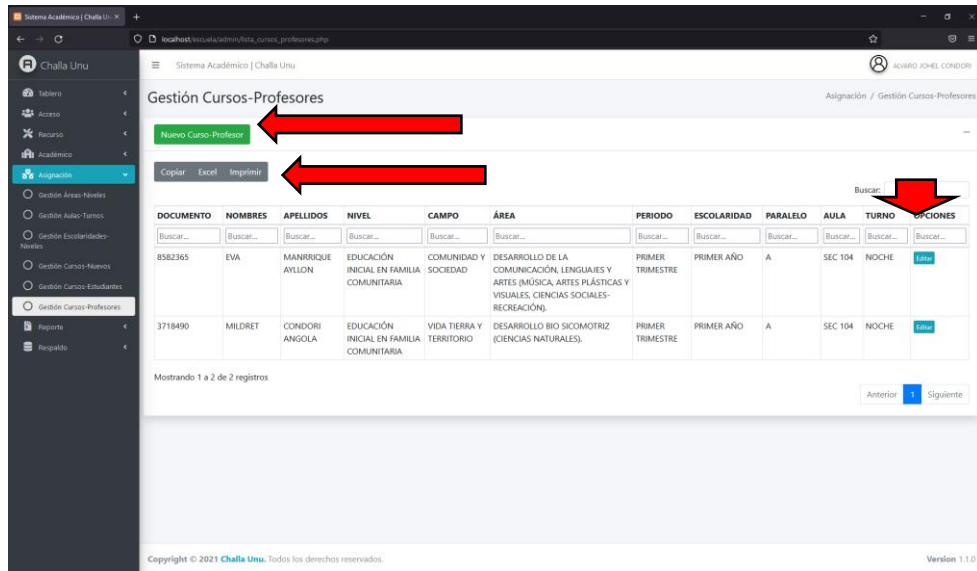 Sistema Académico | Challa Un
localhost/escuela/admin/lista_cursos_profesores.php
Challa Unu
Sistema Académico | Challa Unu
ALVARO JOHEL CONDORI
Tablero
Acceso
Recurso
Académico
Asignación
Gestión Áreas-Niveles
Gestión Aulas-Turnos
Gestión Escolaridades-
Niveles
Gestión Cursos-Nuevos
Gestión Cursos-Estudiantes
Gestión Cursos-Profesores
Reporte
Respaldo
Gestión Cursos-Profesores
Asignación / Gestión Cursos-Profesores
Nuevo Curso-Profesor
Copiar Excel Imprimir
Buscar:
DOCUMENTO NOMBRES APELLIDOS NIVEL CAMPO ÁREA PERIODO ESCOLARIDAD PARALELO AULA TURNO OPCIONES
Buscar... Buscar... Buscar... Buscar... Buscar... Buscar... Buscar... Buscar... Buscar... Buscar... Buscar... Buscar...
8582365 EVA MANRRIQUE EDUCACIÓN COMUNIDAD Y DESARROLLO DE LA PRIMER PRIMER AÑO A SEC 104 NOCHE Editar
AYLLON INICIAL EN FAMILIA SOCIEDAD COMUNICACIÓN, LENGUAJES Y TRIMESTRE
COMUNITARIA ARTES (MÚSICA, ARTES PLÁSTICAS Y
VISUALES, CIENCIAS SOCIALES-
RECREACIÓN).
3718490 MILDRET CONDORI EDUCACIÓN VIDA TIERRA Y DESARROLLO BIO SICOMOTRIZ PRIMER PRIMER AÑO A SEC 104 NOCHE Editar
ANGOLA INICIAL EN FAMILIA TERRITORIO (CIENCIAS NATURALES). TRIMESTRE
COMUNITARIA
Mostrando 1 a 2 de 2 registros
Anterior 1 Siguiente
Copyright © 2021 Challa Unu. Todos los derechos reservados.
Version 1.1.0